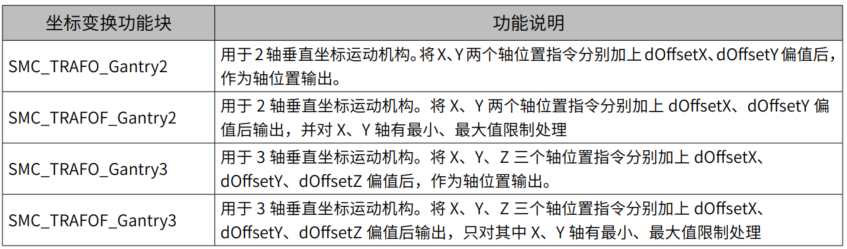 坐标变换功能块
功能说明
SMC_TRAFO_Gantry2
用于2轴垂直坐标运动机构。将X、Y两个轴位置指令分别加上dOffsetX、dOffsetY偏值后，
作为轴位置输出。
SMC_TRAFOF_Gantry2
用于 2 轴垂直坐标运动机构。将 X、Y 两个轴位置指令分别加上 dOffsetX、dOffsetY 偏
值后输出，并对 X、Y 轴有最小、最大值限制处理
SMC_TRAFO_Gantry3
用于 3 轴垂直坐标运动机构。将 X、Y、Z 三个轴位置指令分别加上 dOffsetX、
dOffsetY、dOffsetZ 偏值后，作为轴位置输出。
SMC_TRAFOF_Gantry3
用于 3 轴垂直坐标运动机构。将 X、Y、Z 三个轴位置指令分别加上 dOffsetX、
dOffsetY、dOffsetZ 偏值后输出，只对其中 X、Y 轴有最小、最大值限制处理